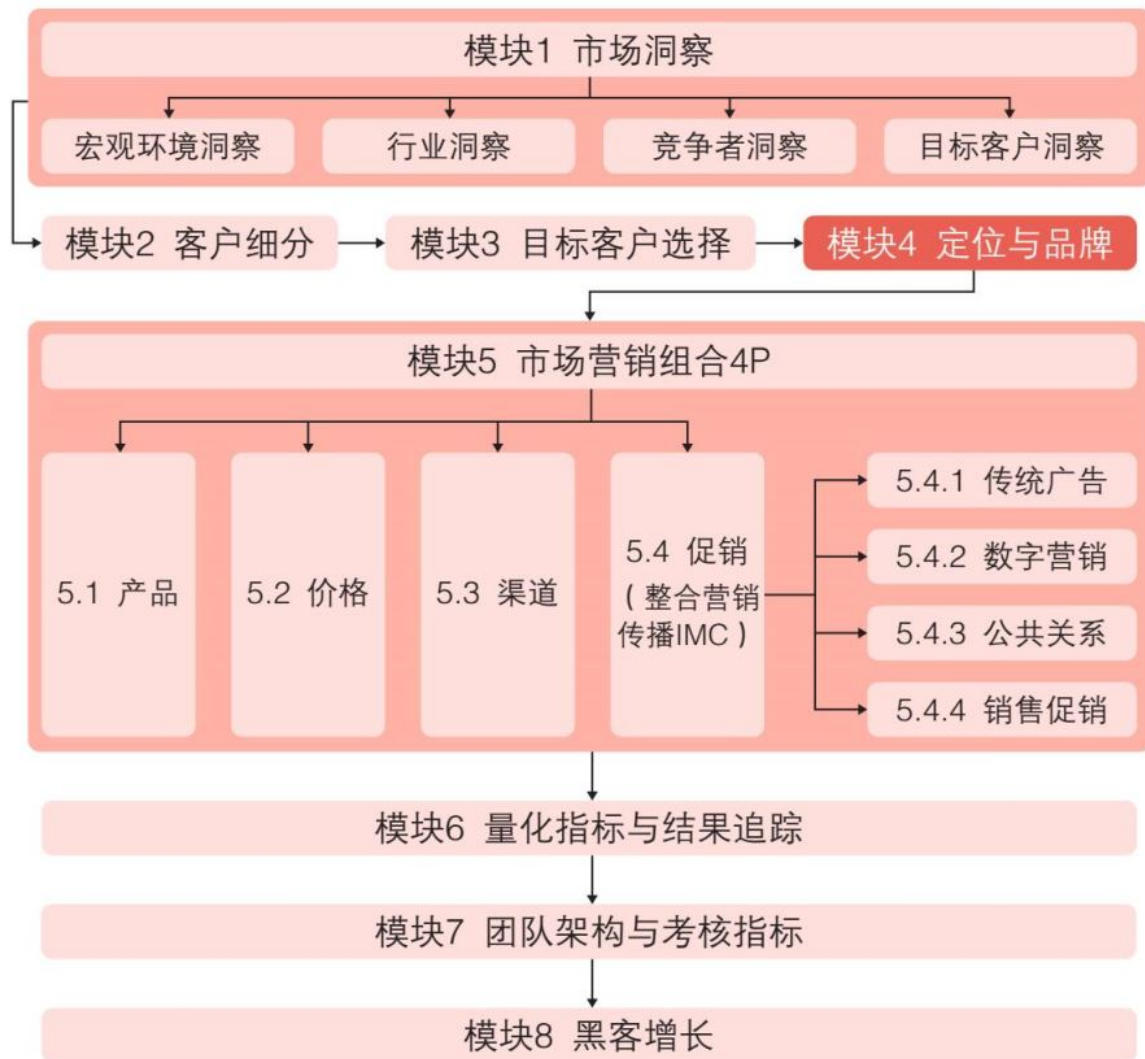 模块1 市场洞察
宏观环境洞察
行业洞察
竞争者洞察
目标客户洞察
模块2 客户细分
模块3 目标客户选择
模块4 定位与品牌
模块5 市场营销组合4P
5.1 产品
5.2 价格
5.3 渠道
5.4 促销
（整合营销
传播IMC）
5.4.1 传统广告
5.4.2 数字营销
5.4.3 公共关系
5.4.4 销售促销
模块6 量化指标与结果追踪
模块7 团队架构与考核指标
模块8 黑客增长